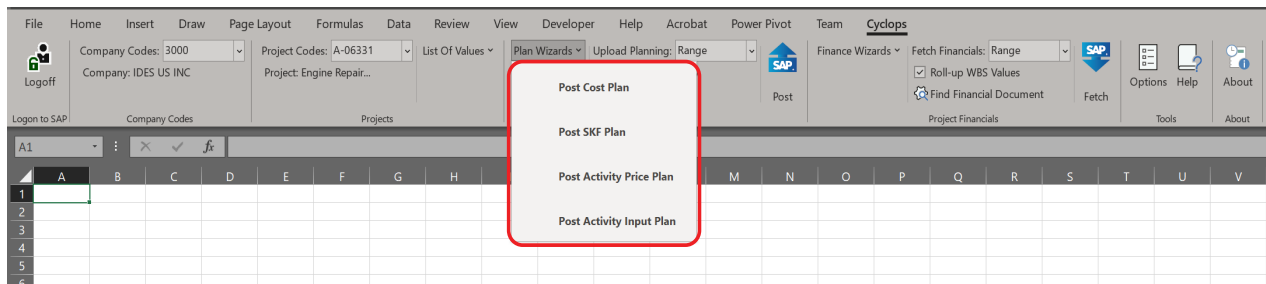 File Home Insert Draw Page Layout Formulas Data Review View Developer Help Acrobat Power Pivot Team Cyclops
Company Codes: 3000 Project Codes: A-06331 List Of Values Plan Wizards Upload Planning: Range Finance Wizards Fetch Financials: Range
Company: IDES US INC Project: Engine Repair... Roll-up WBS Values
SAP SAP
Logoff Options Help About
Find Financial Document
Post Fetch
Logon to SAP Company Codes Projects Project Financials Tools About
Post Cost Plan
Post SKF Plan
Post Activity Price Plan
Post Activity Input Plan
A1 fx
A B C D E F G H M N O P Q R S T U V
1
2
3
4
5
6